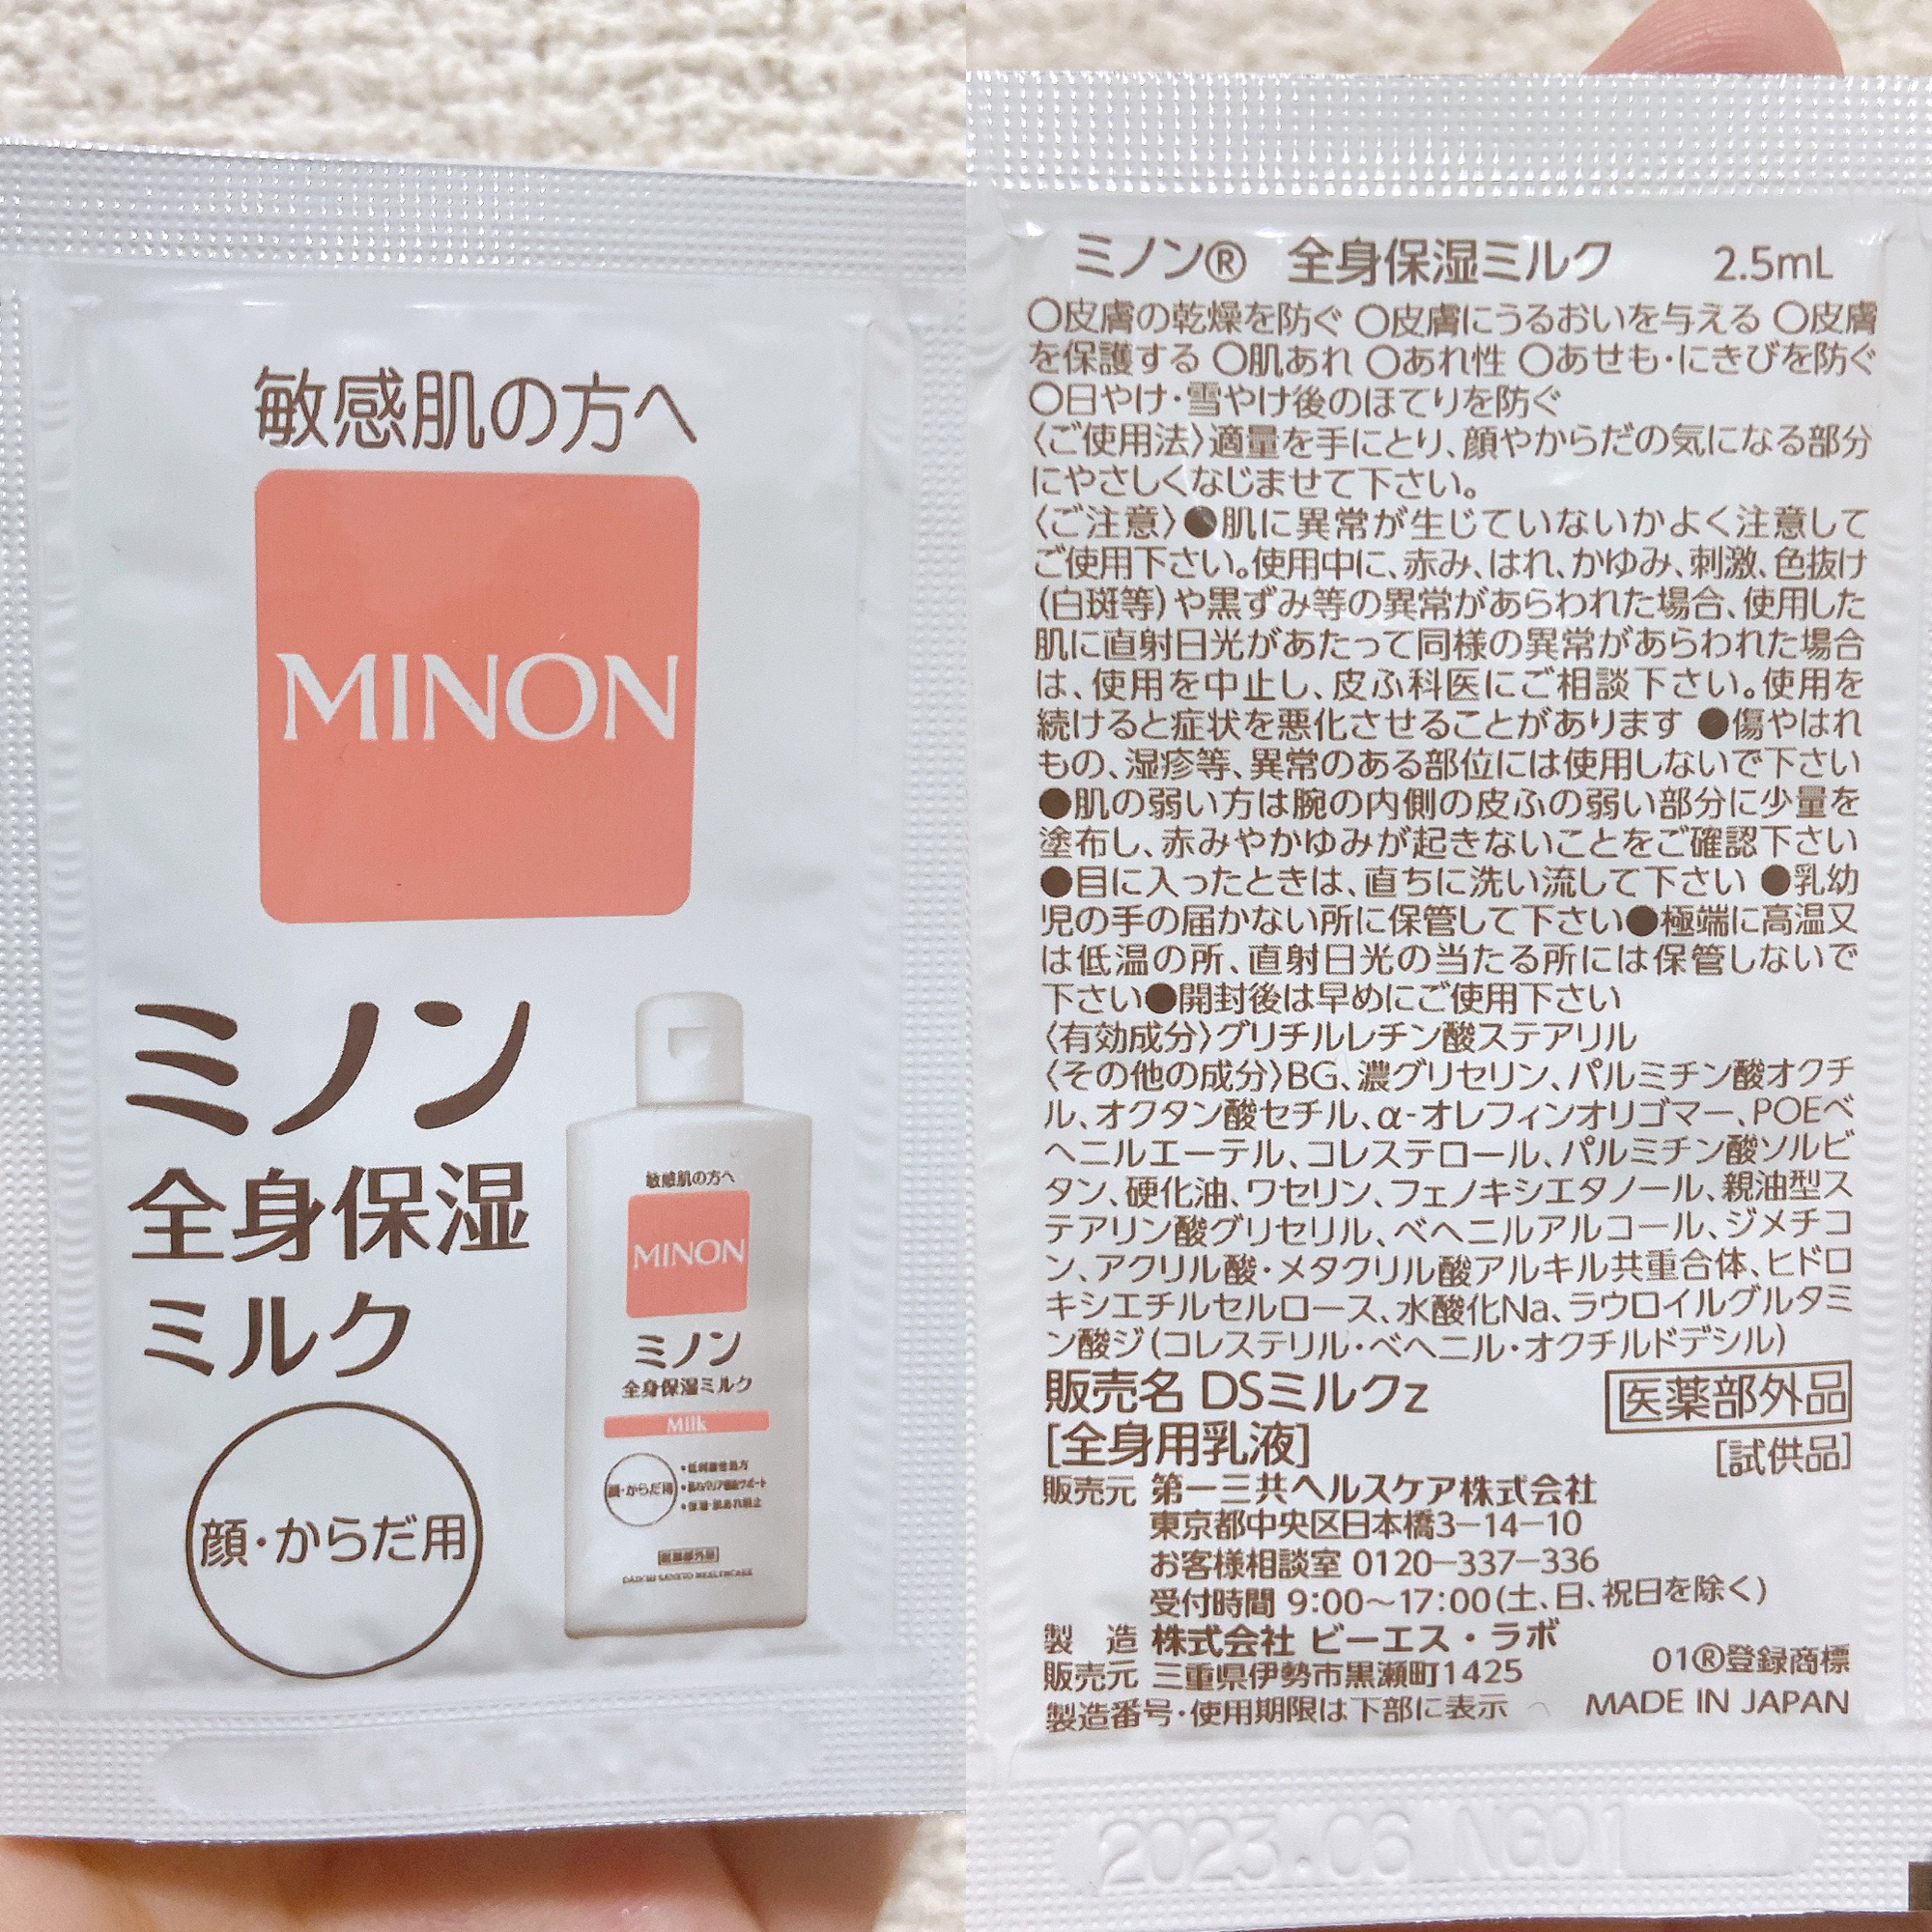 敏感肌の方へ
MINON
ミノン
全身保湿
ミルク
顔・からだ用
敏感肌の方へ
MINON
ミノン
全身保湿ミルク
Milk
顔・からだ用
・低刺激性処方
・肌のバリア機能サポート
・保湿・肌あれ防止
医薬部外品
DAIICHI SANKYO HEALTHCARE
ミノン® 全身保湿ミルク 2.5mL
○皮膚の乾燥を防ぐ ○皮膚にうるおいを与える ○皮膚
を保護する ○肌あれ ○あれ性 ○あせも・にきびを防ぐ
○日やけ・雪やけ後のほてりを防ぐ
〈ご使用法〉適量を手にとり、顔やからだの気になる部分
にやさしくなじませて下さい。
〈ご注意〉●肌に異常が生じていないかよく注意して
ご使用下さい。使用中に、赤み、はれ、かゆみ、刺激、色抜け
(白斑等)や黒ずみ等の異常があらわれた場合、使用した
肌に直射日光があたって同様の異常があらわれた場合
は、使用を中止し、皮ふ科医にご相談下さい。使用を
続けると症状を悪化させることがあります ●傷やはれ
もの、湿疹等、異常のある部位には使用しないで下さい
●肌の弱い方は腕の内側の皮ふの弱い部分に少量を
塗布し、赤みやかゆみが起きないことをご確認下さい
●目に入ったときは、直ちに洗い流して下さい ●乳幼
児の手の届かない所に保管して下さい●極端に高温又
は低温の所、直射日光の当たる所には保管しないで
下さい●開封後は早めにご使用下さい
〈有効成分〉グリチルレチン酸ステアリル
〈その他の成分〉BG、濃グリセリン、パルミチン酸オクチ
ル、オクタン酸セチル、α-オレフィンオリゴマー、POEベ
ヘニルエーテル、コレステロール、パルミチン酸ソルビ
タン、硬化油、ワセリン、フェノキシエタノール、親油型ス
テアリン酸グリセリル、ベヘニルアルコール、ジメチコ
ン、アクリル酸・メタクリル酸アルキル共重合体、ヒドロ
キシエチルセルロース、水酸化Na、ラウロイルグルタミ
ン酸ジ(コレステリル・ベヘニル・オクチルドデシル)
販売名 DSミルクz 医薬部外品
[全身用乳液] [試供品]
販売元 第一三共ヘルスケア株式会社
東京都中央区日本橋3-14-10
お客様相談室 0120-337-336
受付時間 9:00〜17:00(土、日、祝日を除く)
製 造 株式会社 ビーエス・ラボ
販売元 三重県伊勢市黒瀬町1425 01®登録商標
製造番号・使用期限は下部に表示 MADE IN JAPAN
2023.06 NG01